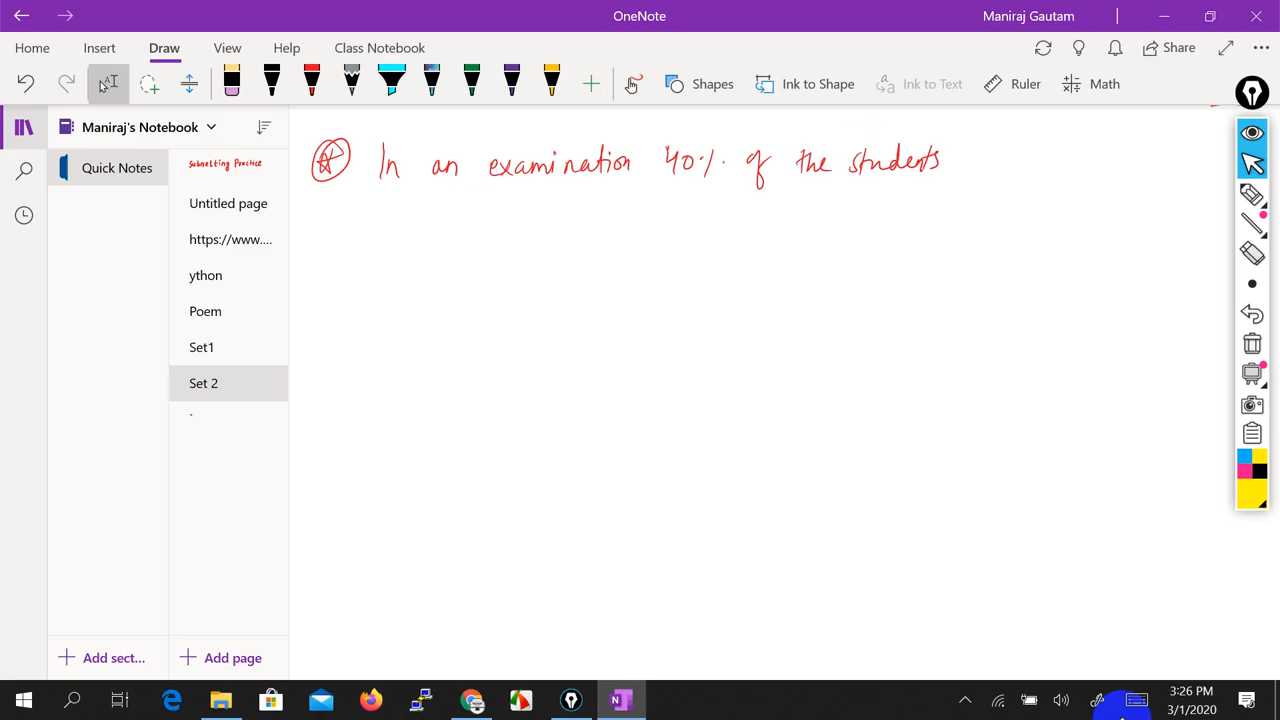 OneNote
Maniraj Gautam
Home Insert Draw View Help Class Notebook Share
Shapes Ink to Shape Ink to Text Ruler Math
Maniraj's Notebook
Quick Notes
Subnetting Practice
Untitled page
https://www....
ython
Poem
Set1
Set 2
`
In an examination 40% of the students
Add sect... Add page
3:26 PM
3/1/2020